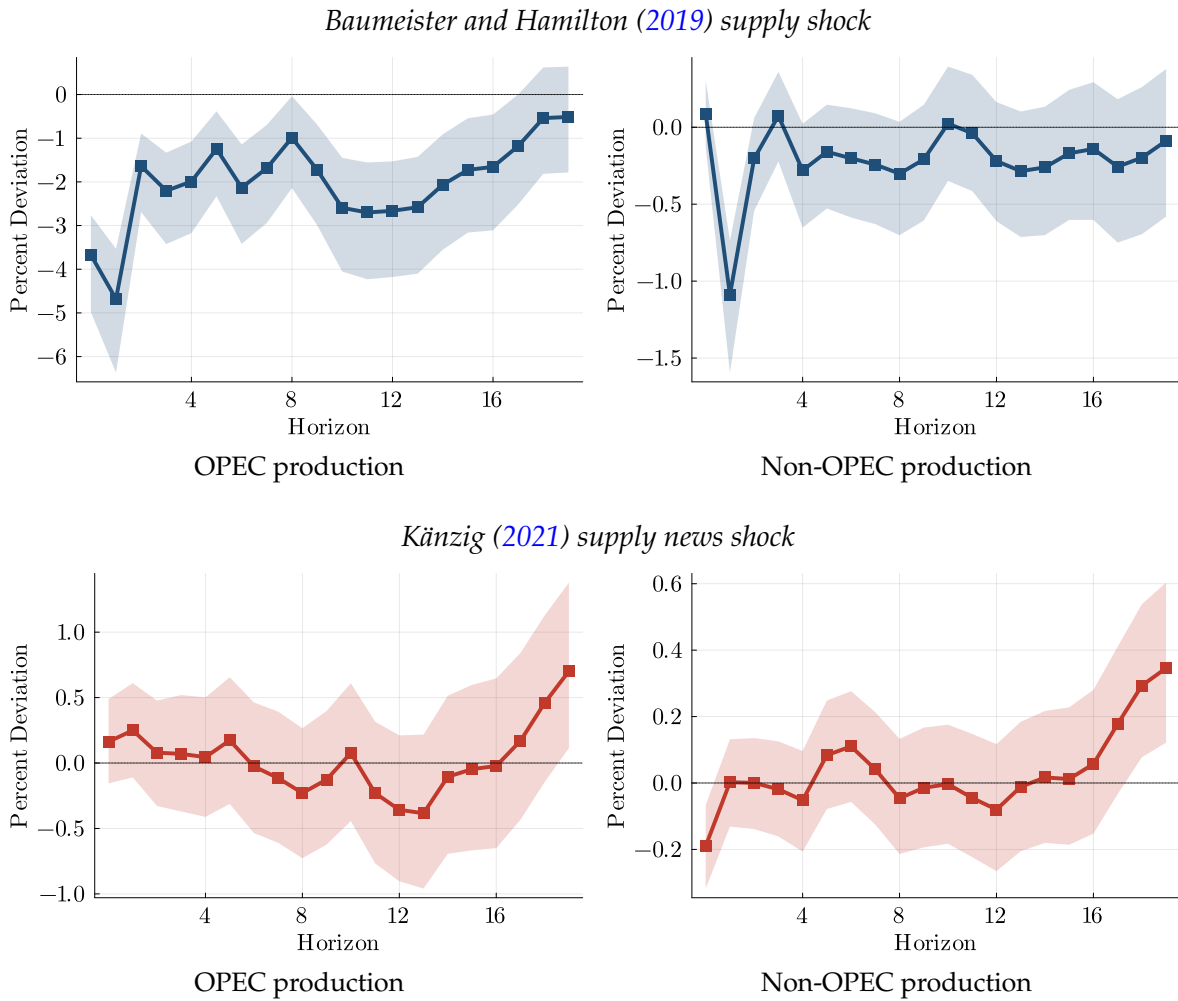 Baumeister and Hamilton (2019) supply shock
Percent Deviation
0
−1
−2
−3
−4
−5
−6
4 8 12 16
Horizon
OPEC production
Percent Deviation
0.0
−0.5
−1.0
−1.5
4 8 12 16
Horizon
Non-OPEC production
Känzig (2021) supply news shock
Percent Deviation
1.0
0.5
0.0
−0.5
−1.0
4 8 12 16
Horizon
OPEC production
Percent Deviation
0.6
0.4
0.2
0.0
−0.2
4 8 12 16
Horizon
Non-OPEC production